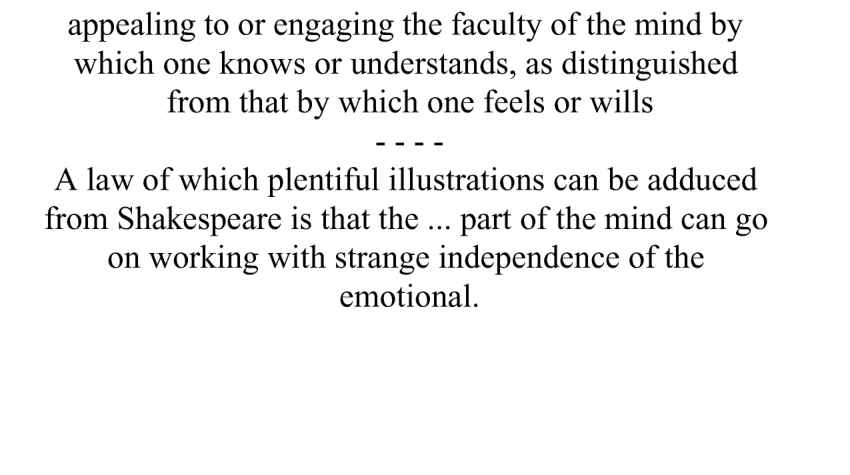 appealing to or engaging the faculty of the mind by
which one knows or understands, as distinguished
from that by which one feels or wills
- - - -
A law of which plentiful illustrations can be adduced
from Shakespeare is that the ... part of the mind can go
on working with strange independence of the
emotional.